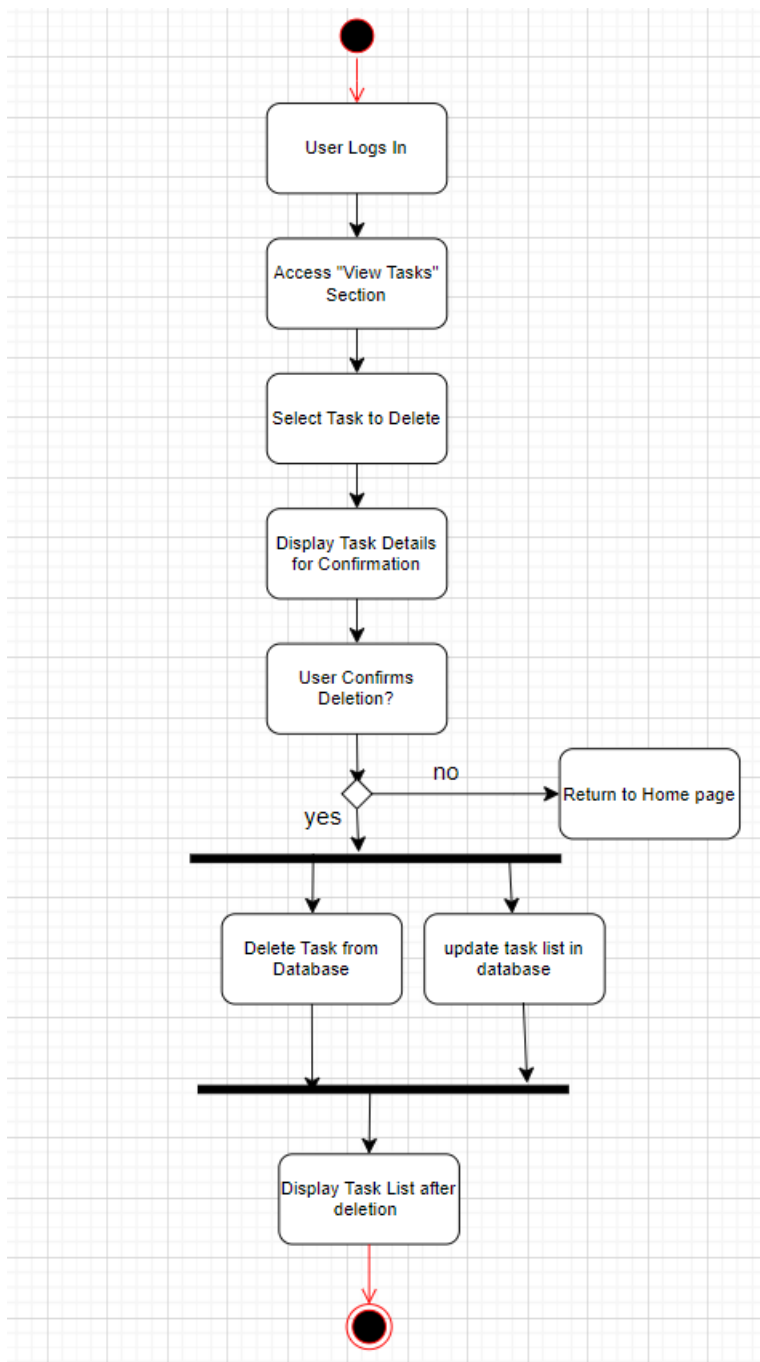 User Logs In
Access "View Tasks"
Section
Select Task to Delete
Display Task Details
for Confirmation
User Confirms
Deletion?
no
Return to Home page
yes
Delete Task from
Database
update task list in
database
Display Task List after
deletion